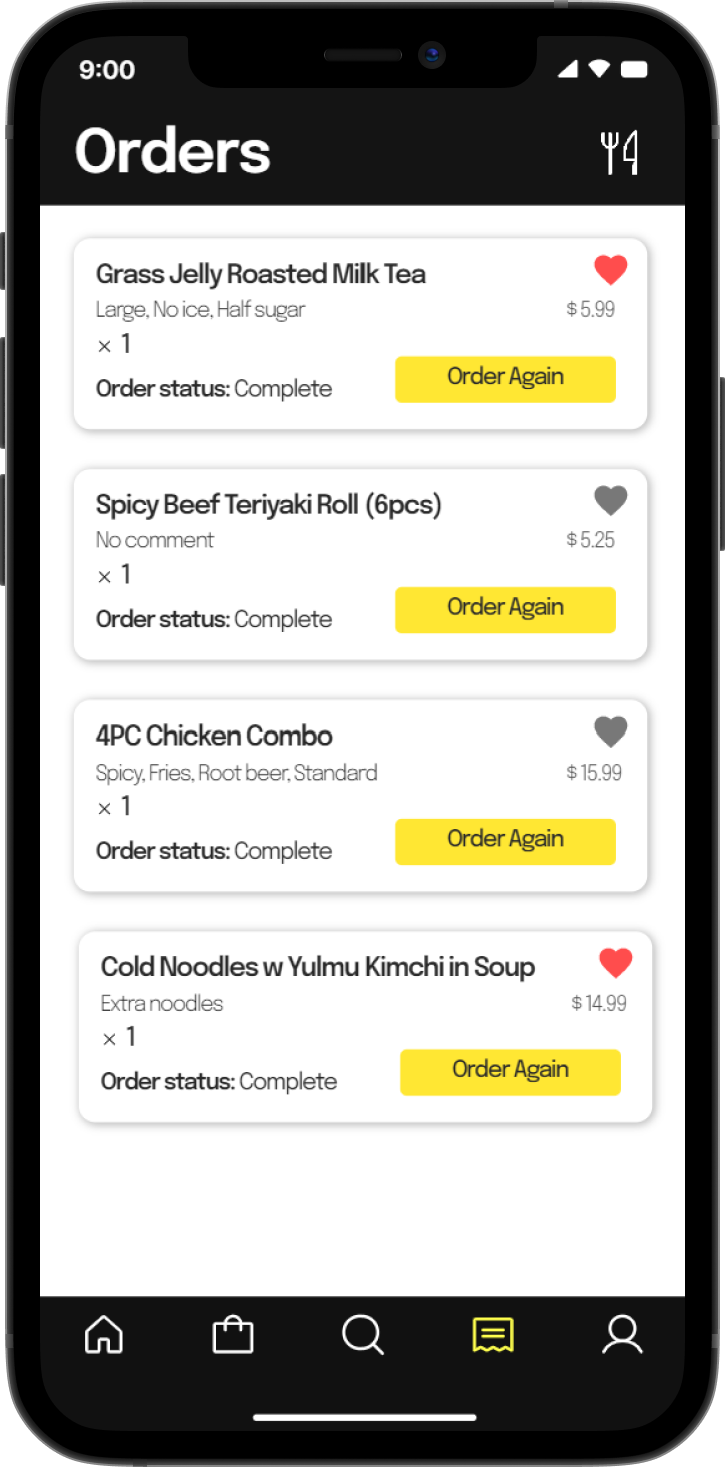 9:00
Orders
Grass Jelly Roasted Milk Tea
Large, No ice, Half sugar
$ 5.99
× 1
Order status: Complete
Order Again
Spicy Beef Teriyaki Roll (6pcs)
No comment
$ 5.25
× 1
Order status: Complete
Order Again
4PC Chicken Combo
Spicy, Fries, Root beer, Standard
$ 15.99
× 1
Order status: Complete
Order Again
Cold Noodles w Yulmu Kimchi in Soup
Extra noodles
$ 14.99
× 1
Order status: Complete
Order Again